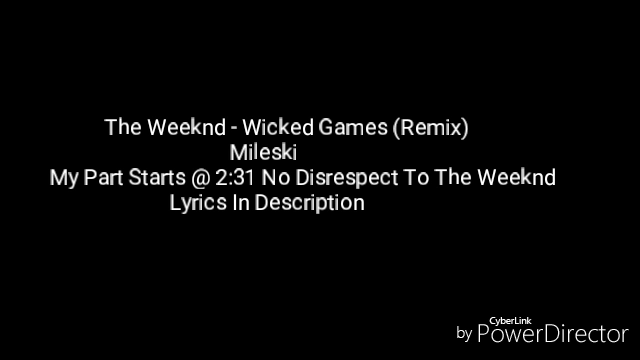 The Weeknd - Wicked Games (Remix)
Mileski
My Part Starts @ 2:31 No Disrespect To The Weeknd
Lyrics In Description
CyberLink
by PowerDirector